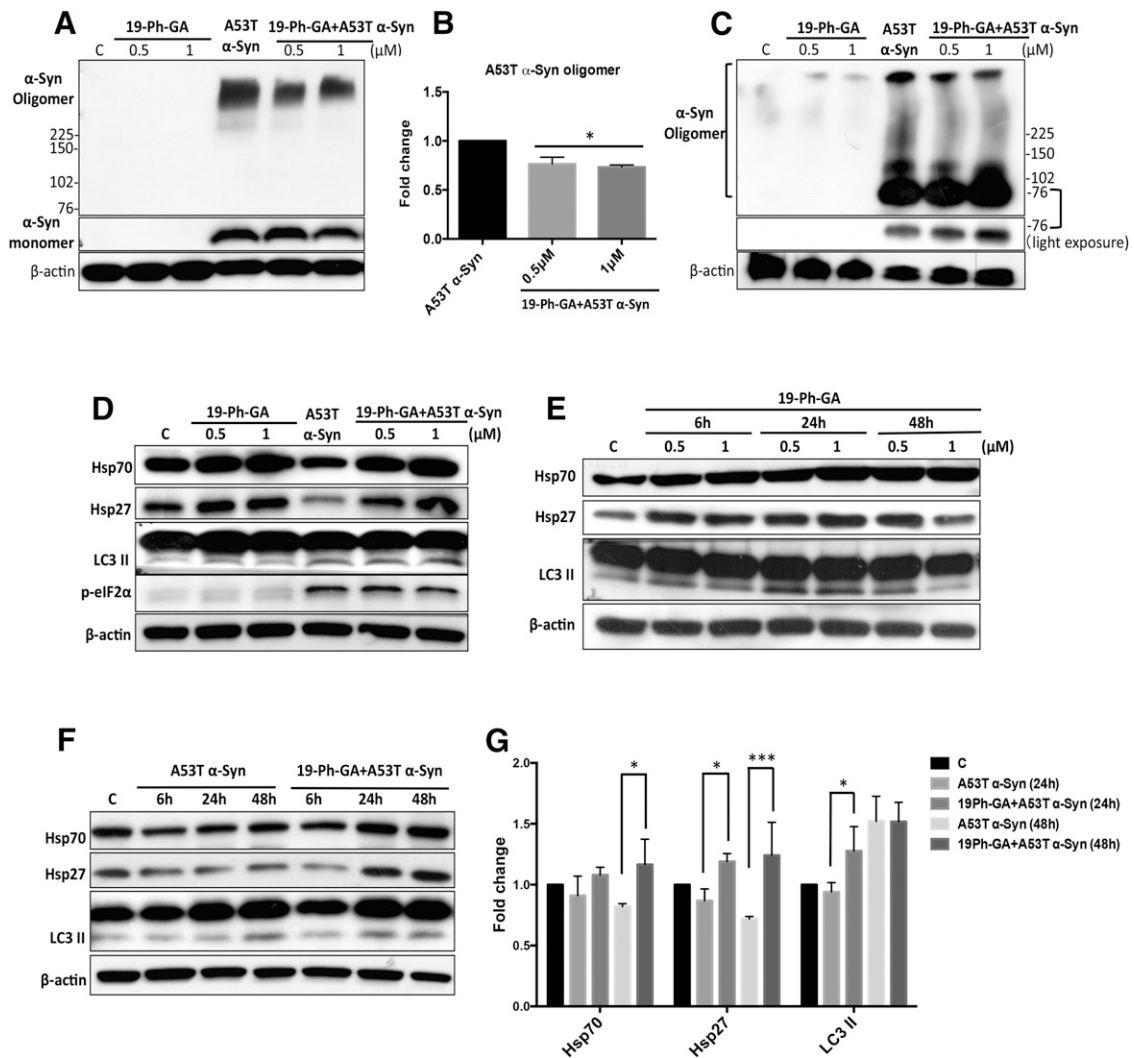 A
19-Ph-GA
A53T
α-Syn
19-Ph-GA+A53T α-Syn
C 0.5 1 0.5 1 (μM)
α-Syn
Oligomer
225-
150-
102-
76-
α-Syn
monomer
β-actin
B
A53T α-Syn oligomer
Fold change
1.5
1.0
0.5
0.0
*
A53T α-Syn
0.5μM
1μM
19-Ph-GA+A53T α-Syn
C
19-Ph-GA
A53T
α-Syn
19-Ph-GA+A53T α-Syn
C 0.5 1 0.5 1 (μM)
α-Syn
Oligomer
-225
-150
-102
-76
-76
(light exposure)
β-actin
D
19-Ph-GA
A53T
α-Syn
19-Ph-GA+A53T α-Syn
C 0.5 1 0.5 1 (μM)
Hsp70
Hsp27
LC3 II
p-eIF2α
β-actin
E
19-Ph-GA
6h 24h 48h
C 0.5 1 0.5 1 0.5 1 (μM)
Hsp70
Hsp27
LC3 II
β-actin
F
A53T α-Syn 19-Ph-GA+A53T α-Syn
C 6h 24h 48h 6h 24h 48h
Hsp70
Hsp27
LC3 II
β-actin
G
Fold change
2.0
1.5
1.0
0.5
0.0
* * *** *
Hsp70
Hsp27
LC3 II
C
A53T α-Syn (24h)
19Ph-GA+A53T α-Syn (24h)
A53T α-Syn (48h)
19Ph-GA+A53T α-Syn (48h)